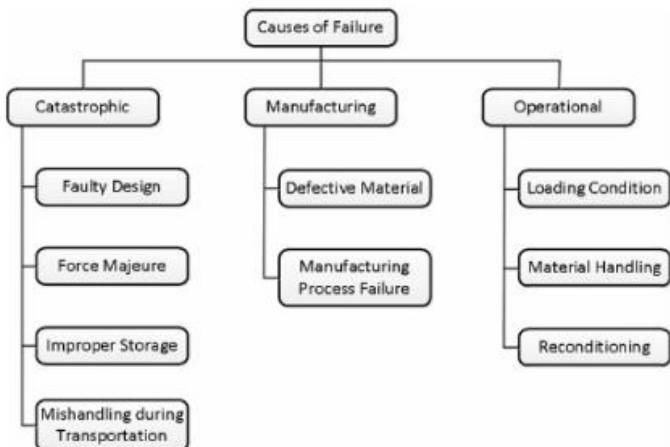 Causes of Failure
Catastrophic
Manufacturing
Operational
Faulty Design
Force Majeure
Improper Storage
Mishandling during
Transportation
Defective Material
Manufacturing
Process Failure
Loading Condition
Material Handling
Reconditioning